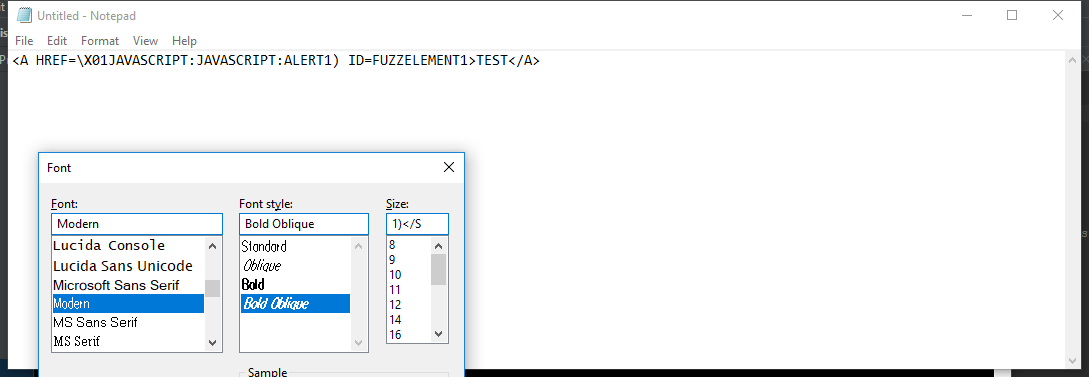 Untitled - Notepad
File Edit Format View Help
<A HREF=\X01JAVASCRIPT:JAVASCRIPT:ALERT1) ID=FUZZELEMENT1>TEST</A>
Font
Font: Font style: Size:
Modern Bold Oblique 1)</S
Lucida Console Standard 8
Lucida Sans Unicode Oblique 9
Microsoft Sans Serif Bold 10
Modern Bold Oblique 11
MS Sans Serif 12
MS Serif 14
16
Sample